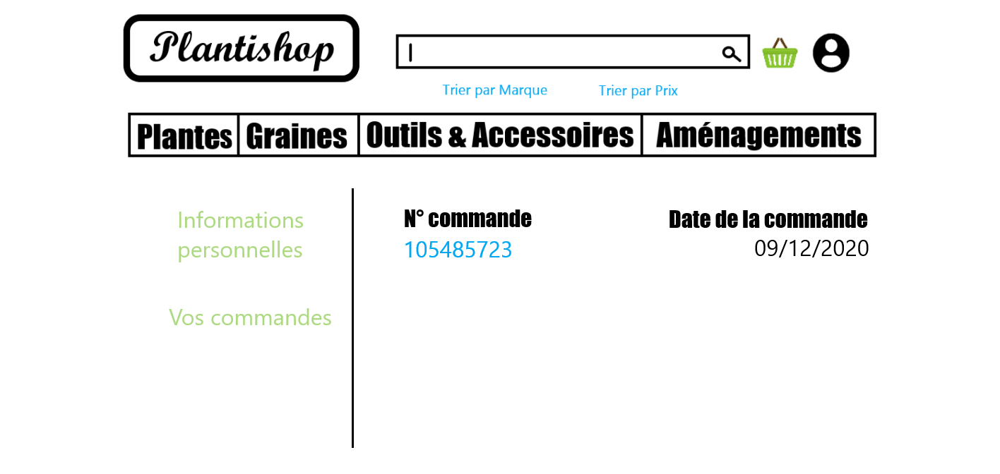 Plantishop
Trier par Marque
Trier par Prix
Plantes
Graines
Outils & Accessoires
Aménagements
Informations
personnelles
Vos commandes
N° commande
105485723
Date de la commande
09/12/2020